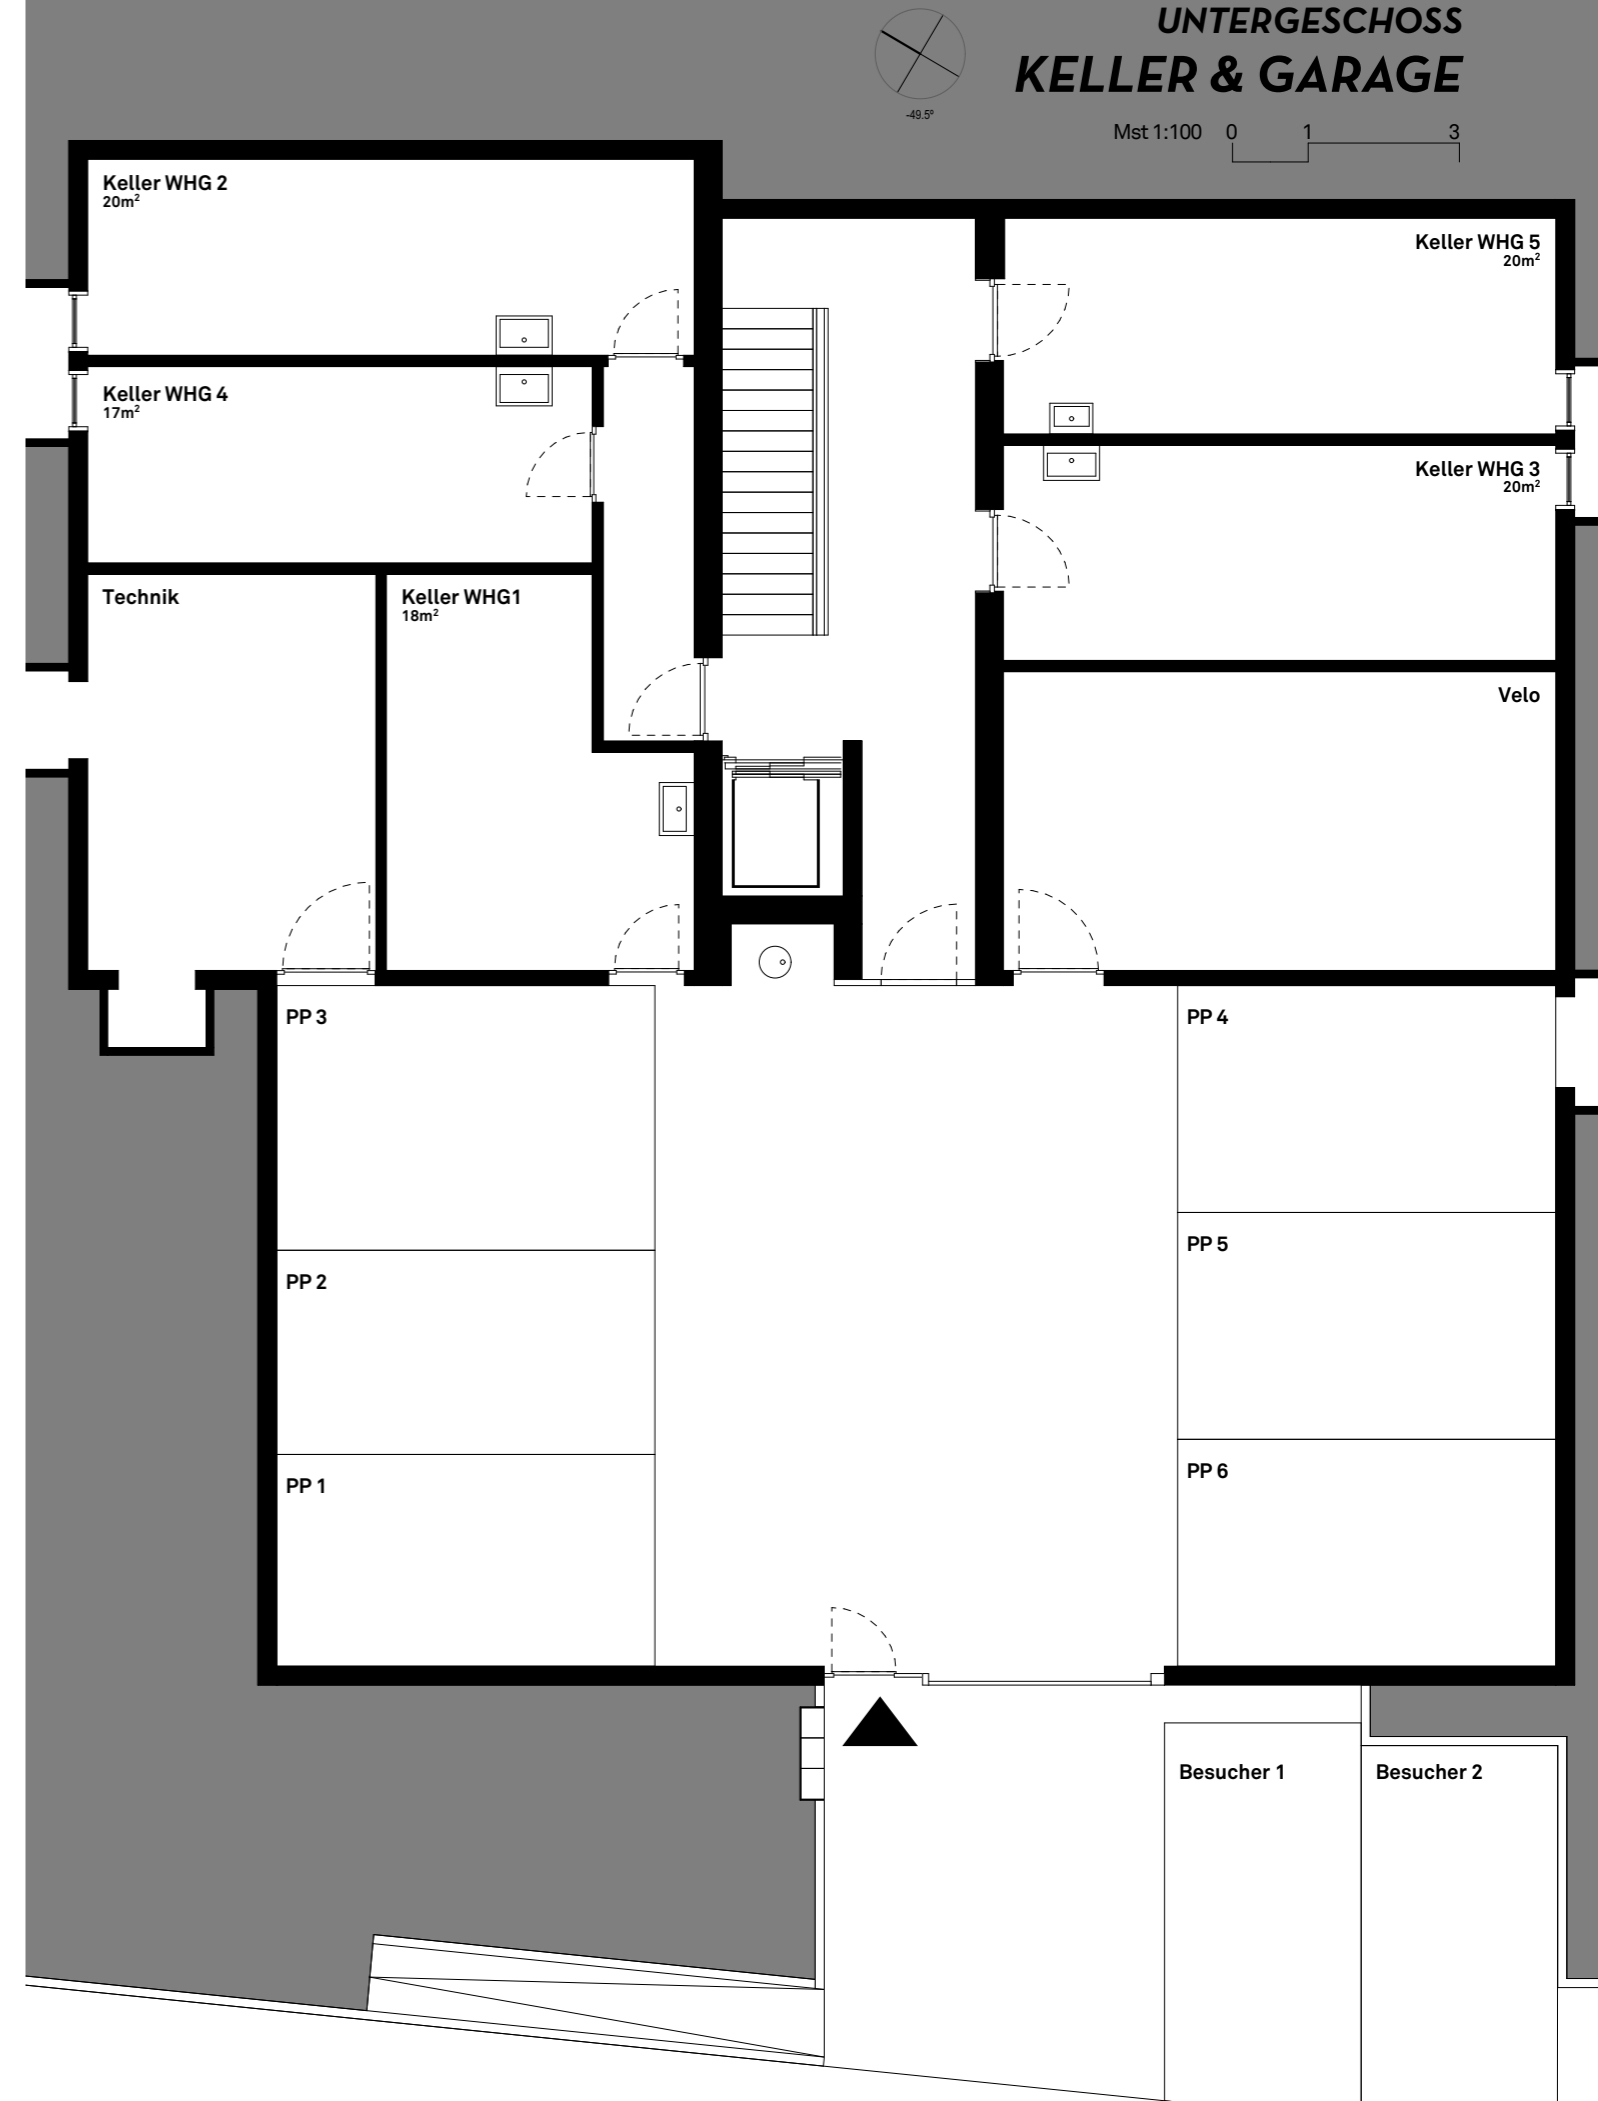 UNTERGESCHOSS
KELLER & GARAGE
-49.5°
Mst 1:100 0 1 3
Keller WHG 2
20m²
Keller WHG 5
20m²
Keller WHG 4
17m²
Keller WHG 3
20m²
Technik
Keller WHG1
18m²
Velo
PP 3
PP 4
PP 5
PP 2
PP 6
PP 1
Besucher 1
Besucher 2